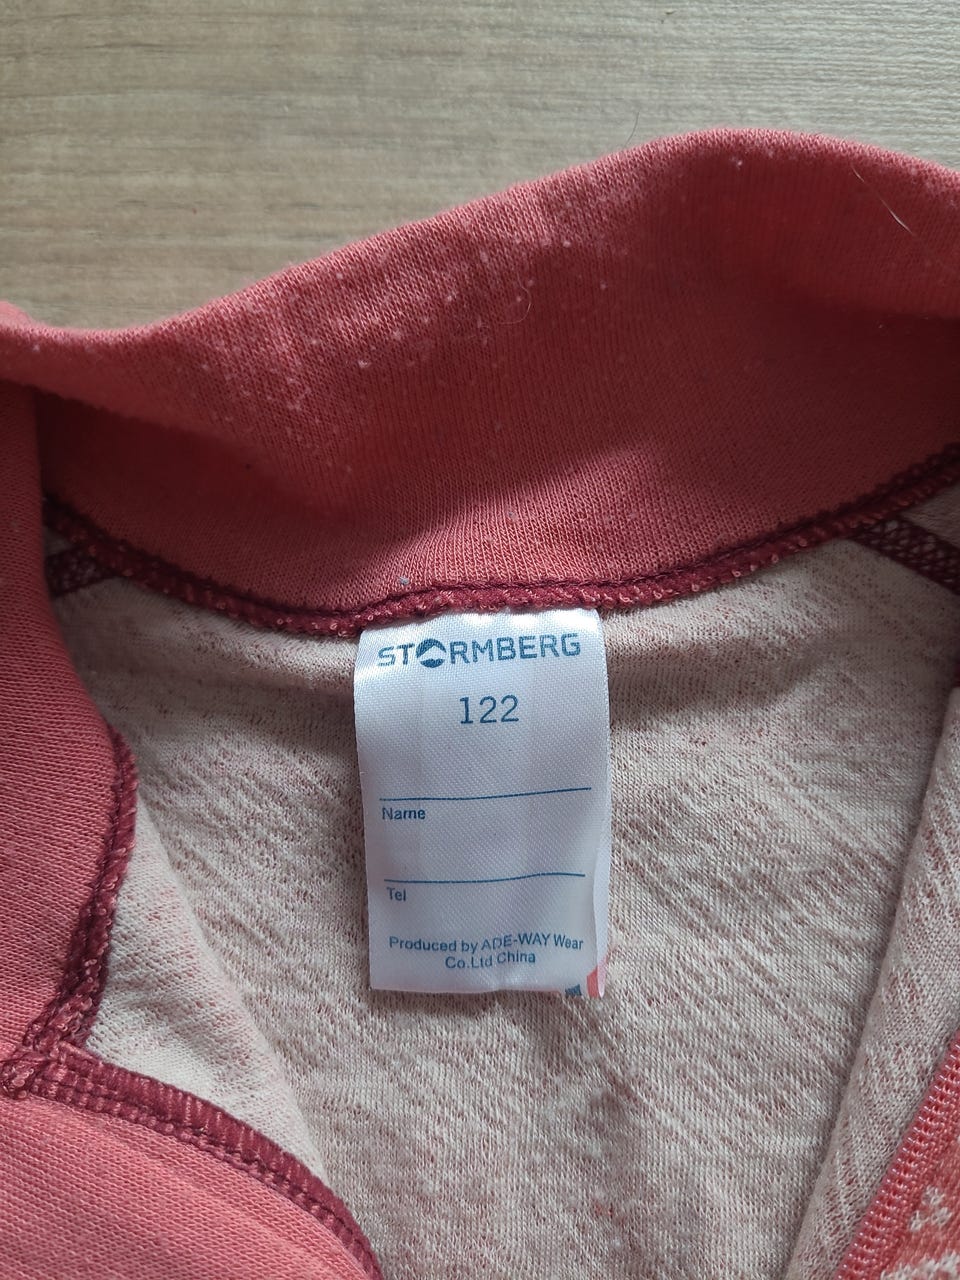 STORMBERG
122
Name
Tel
Produced by ADE-WAY Wear
Co.Ltd China